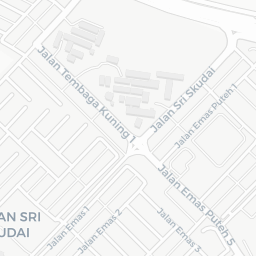 Jalan Tembaga Kuning 1
Jalan Sri Skudai
Jalan Emas Puteh 1
Jalan Emas Puteh 5
AN SRI
UDAI
Jalan Emas 1
Jalan Emas 2
Jalan Emas 3